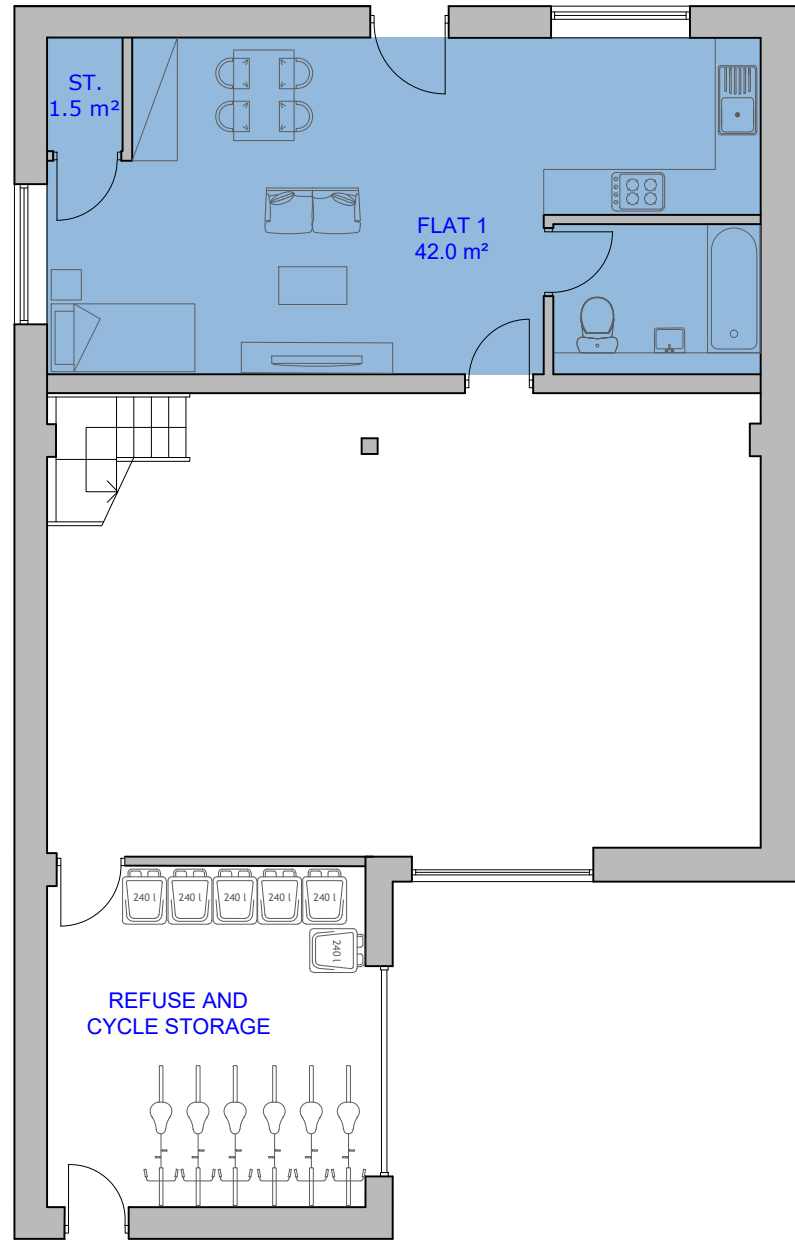 ST.
1.5 m²
FLAT 1
42.0 m²
240 l
240 l
240 l
240 l
240 l
240 l
REFUSE AND
CYCLE STORAGE